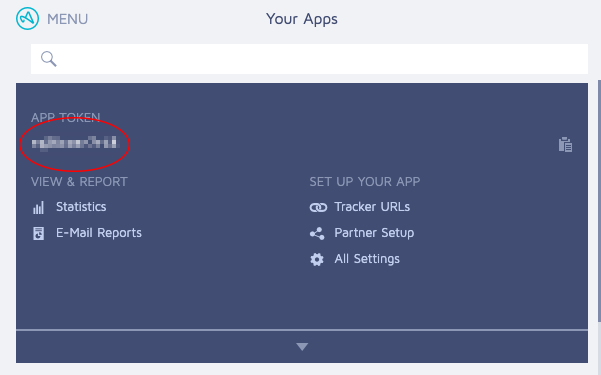 MENU
Your Apps
APP TOKEN
VIEW & REPORT
Statistics
E-Mail Reports
SET UP YOUR APP
Tracker URLs
Partner Setup
All Settings